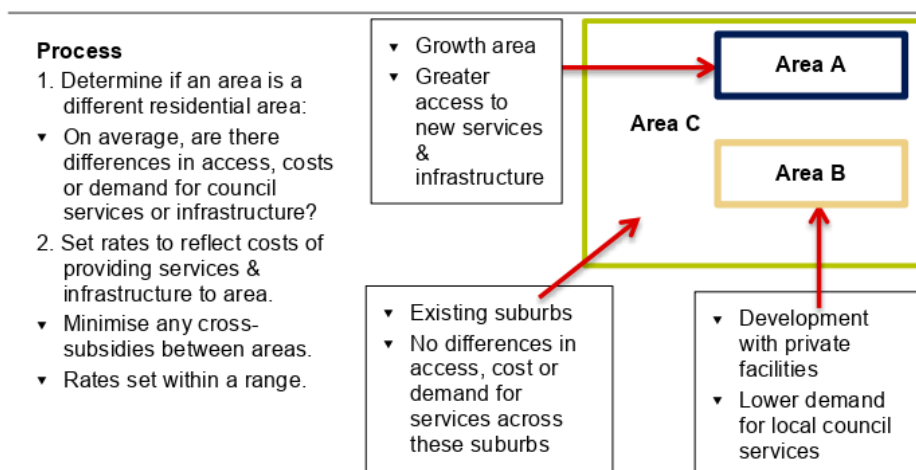 Process
1. Determine if an area is a
different residential area:
▾ On average, are there
differences in access, costs
or demand for council
services or infrastructure?
2. Set rates to reflect costs of
providing services &
infrastructure to area.
▾ Minimise any cross-
subsidies between areas.
▾ Rates set within a range.
▾ Growth area
▾ Greater
access to
new services
&
infrastructure
Area A
Area C
Area B
▾ Existing suburbs
▾ No differences in
access, cost or
demand for
services across
these suburbs
▾ Development
with private
facilities
▾ Lower demand
for local council
services